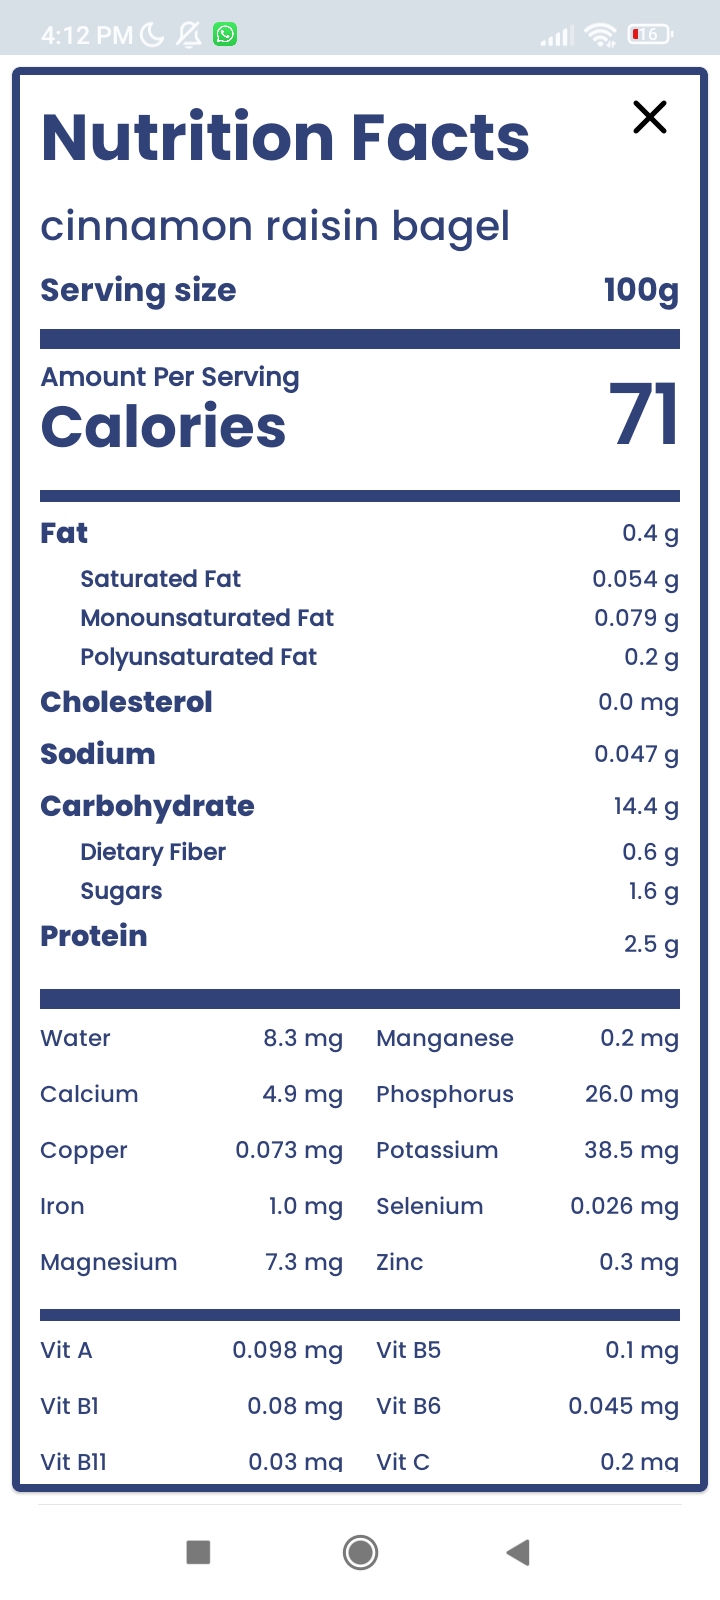 4:12 PM 16
Nutrition Facts
cinnamon raisin bagel
Serving size 100g
Amount Per Serving
Calories 71
Fat 0.4 g
Saturated Fat 0.054 g
Monounsaturated Fat 0.079 g
Polyunsaturated Fat 0.2 g
Cholesterol 0.0 mg
Sodium 0.047 g
Carbohydrate 14.4 g
Dietary Fiber 0.6 g
Sugars 1.6 g
Protein 2.5 g
Water 8.3 mg Manganese 0.2 mg
Calcium 4.9 mg Phosphorus 26.0 mg
Copper 0.073 mg Potassium 38.5 mg
Iron 1.0 mg Selenium 0.026 mg
Magnesium 7.3 mg Zinc 0.3 mg
Vit A 0.098 mg Vit B5 0.1 mg
Vit B1 0.08 mg Vit B6 0.045 mg
Vit B11 0.03 mg Vit C 0.2 mg